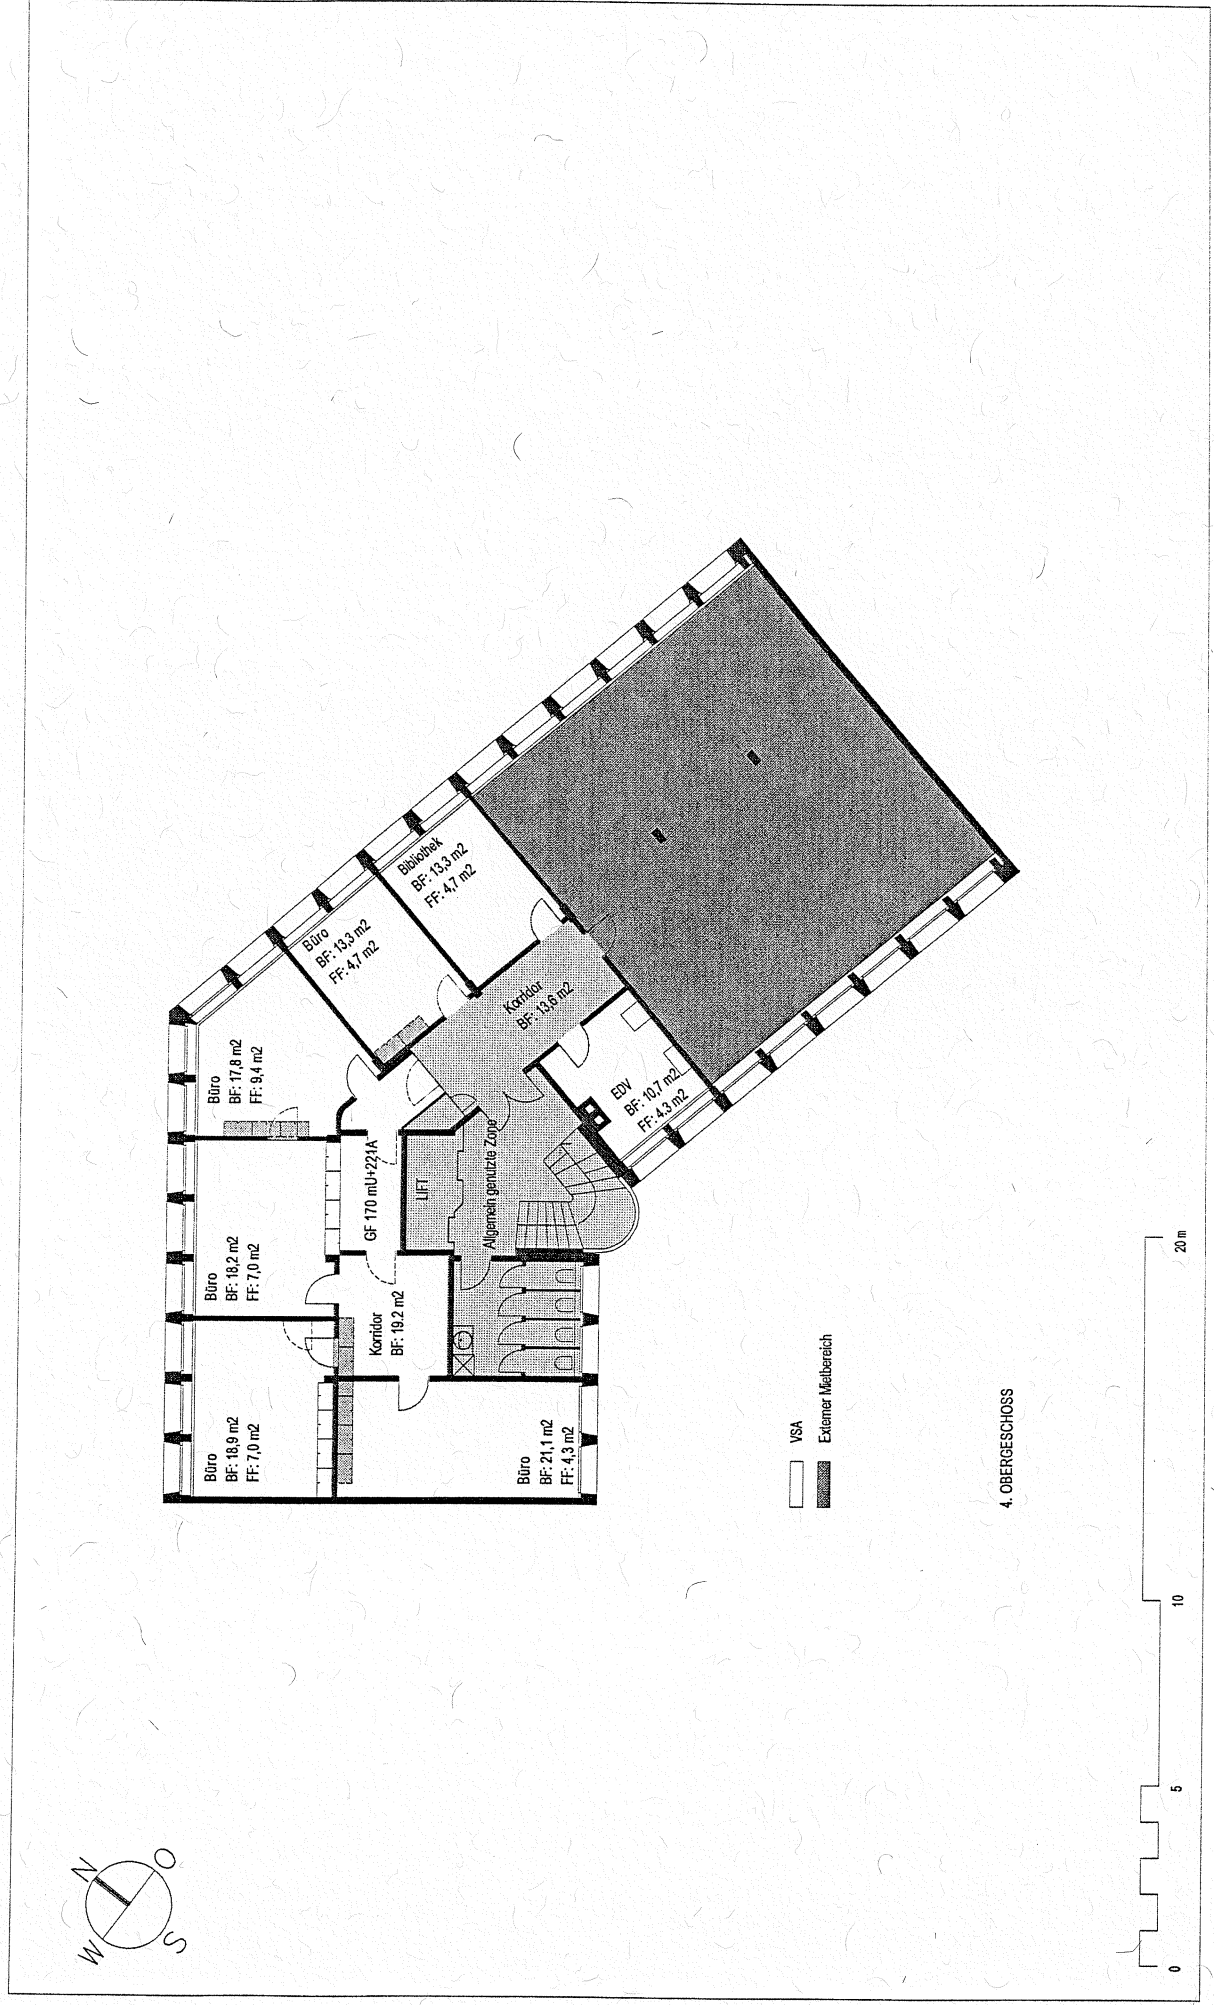 Büro
BF: 18,9 m2
FF: 7,0 m2
Büro
BF: 18,2 m2
FF: 7,0 m2
Büro
BF: 17,8 m2
FF: 9,4 m2
Büro
BF: 13,3 m2
FF: 4,7 m2
Bibliothek
BF: 13,3 m2
FF: 4,7 m2
Korridor
BF: 19.2 m2
GF 170 mU+221A
LIFT
Allgemein genutzte Zone
Korridor
BF: 13,6 m2
EDV
BF: 10,7 m2
FF: 4.3 m2
Büro
BF: 21,1 m2
FF: 4,3 m2
VSA
Externer Mietbereich
4. OBERGESCHOSS
N
O
S
W
0
5
10
20 m